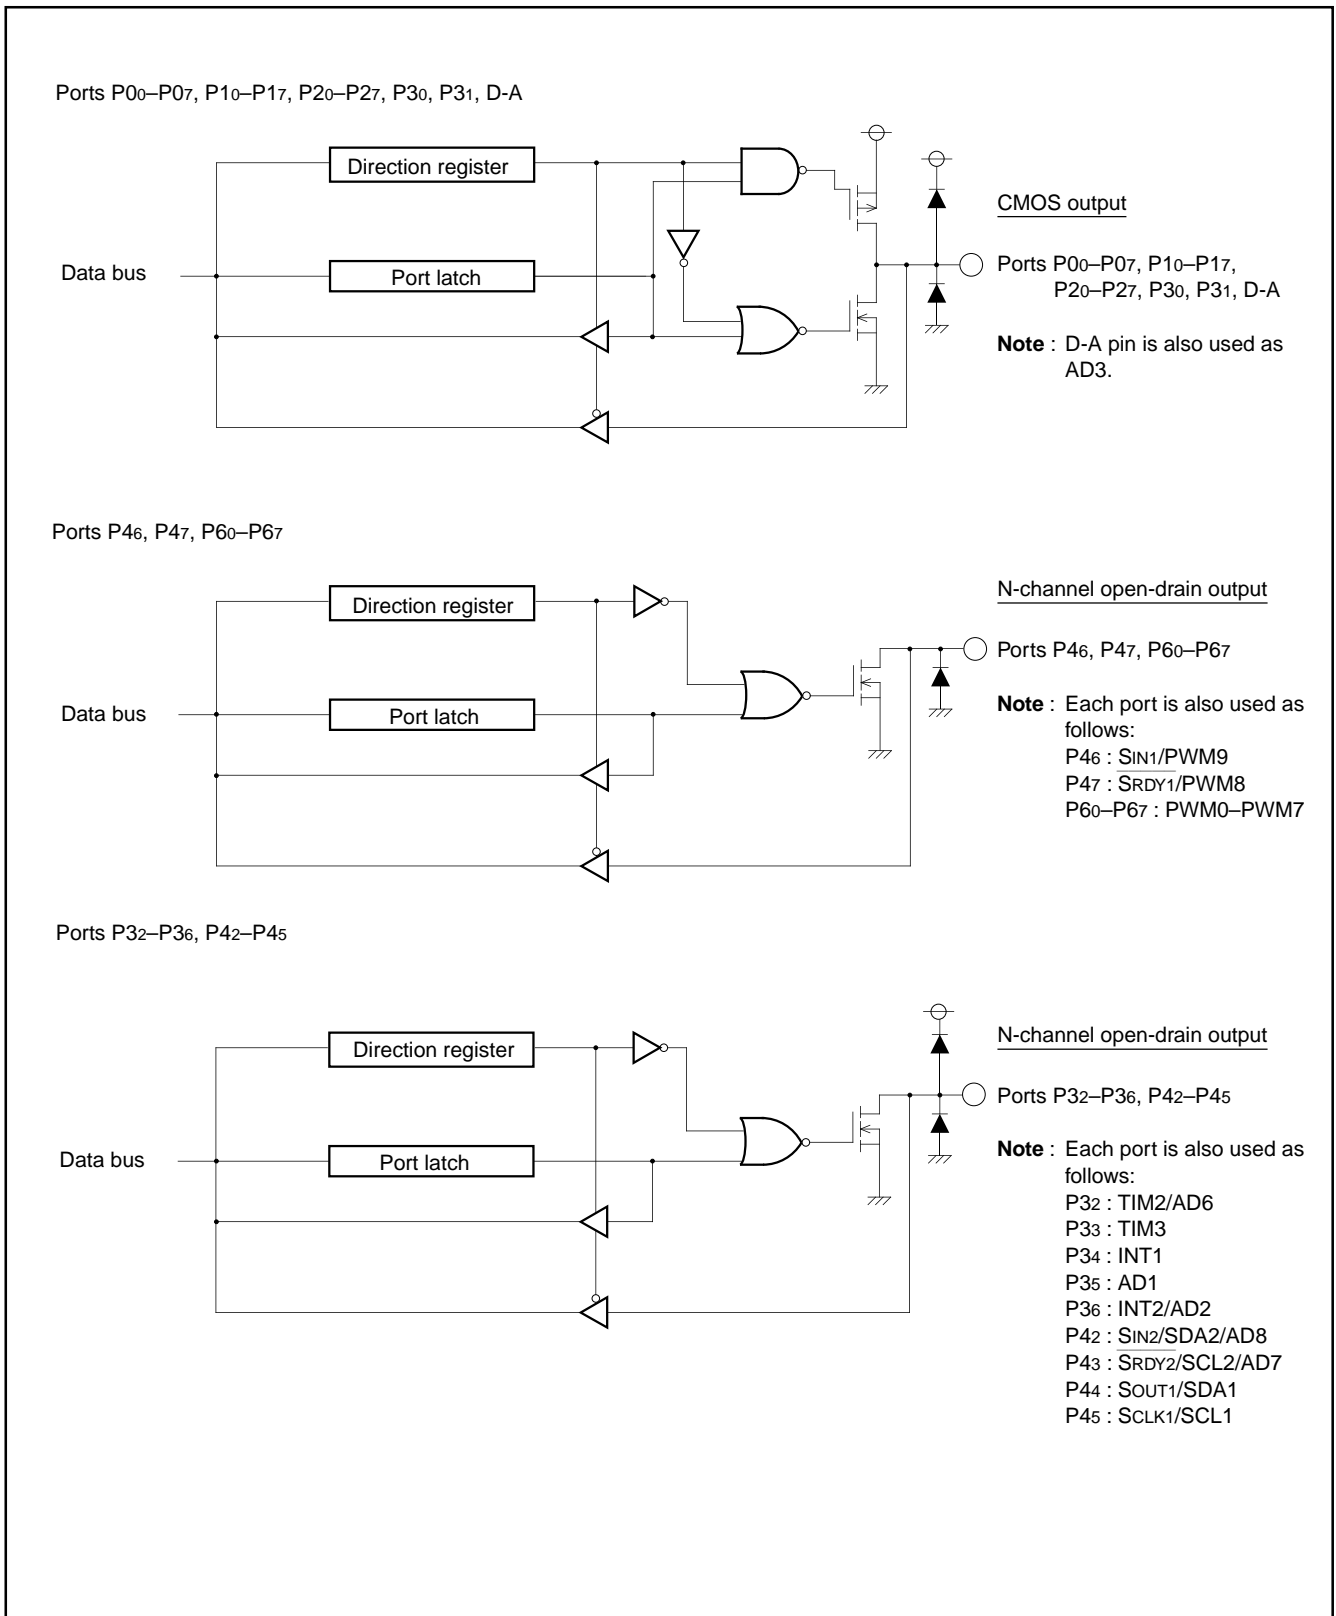 Ports P00–P07, P10–P17, P20–P27, P30, P31, D-A
Direction register
CMOS output
Data bus
Port latch
Ports P00–P07, P10–P17,
P20–P27, P30, P31, D-A
Note : D-A pin is also used as
AD3.
Ports P46, P47, P60–P67
Direction register
N-channel open-drain output
Ports P46, P47, P60–P67
Data bus
Port latch
Note : Each port is also used as
follows:
P46 : SIN1/PWM9
P47 : SRDY1/PWM8
P60–P67 : PWM0–PWM7
Ports P32–P36, P42–P45
Direction register
N-channel open-drain output
Ports P32–P36, P42–P45
Data bus
Port latch
Note : Each port is also used as
follows:
P32 : TIM2/AD6
P33 : TIM3
P34 : INT1
P35 : AD1
P36 : INT2/AD2
P42 : SIN2/SDA2/AD8
P43 : SRDY2/SCL2/AD7
P44 : SOUT1/SDA1
P45 : SCLK1/SCL1